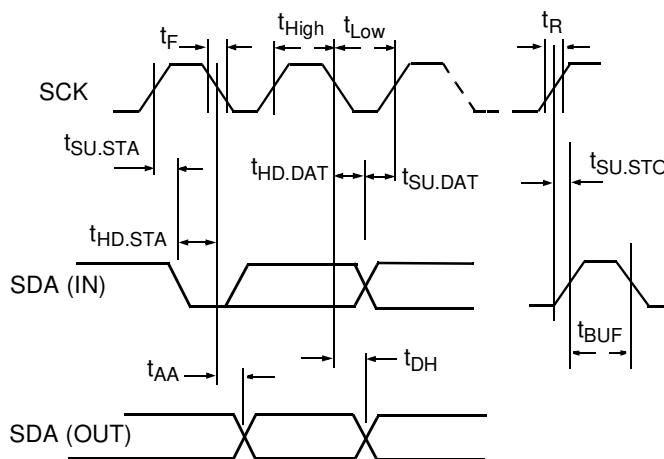 tF
tHigh
tLow
tR
SCK
tSU.STA
tHD.DAT
tSU.DAT
tSU.STO
tHD.STA
SDA (IN)
tBUF
tAA
tDH
SDA (OUT)